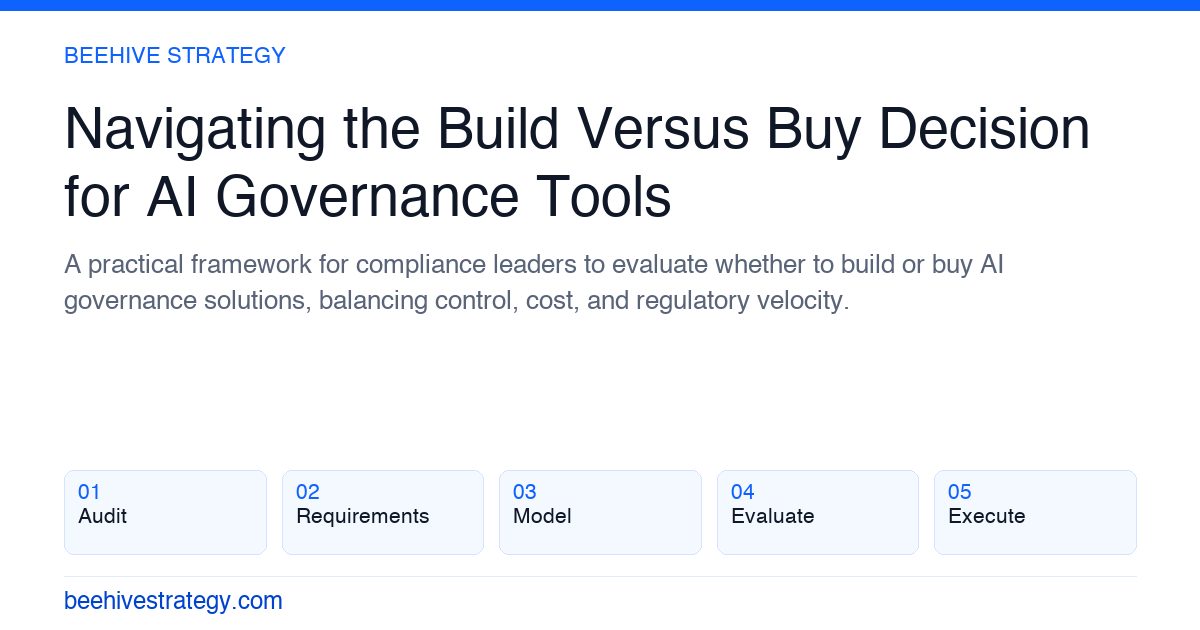 BEEHIVE STRATEGY
Navigating the Build Versus Buy Decision
for AI Governance Tools
A practical framework for compliance leaders to evaluate whether to build or buy AI
governance solutions, balancing control, cost, and regulatory velocity.
01
Audit
02
Requirements
03
Model
04
Evaluate
05
Execute
beehivestrategy.com